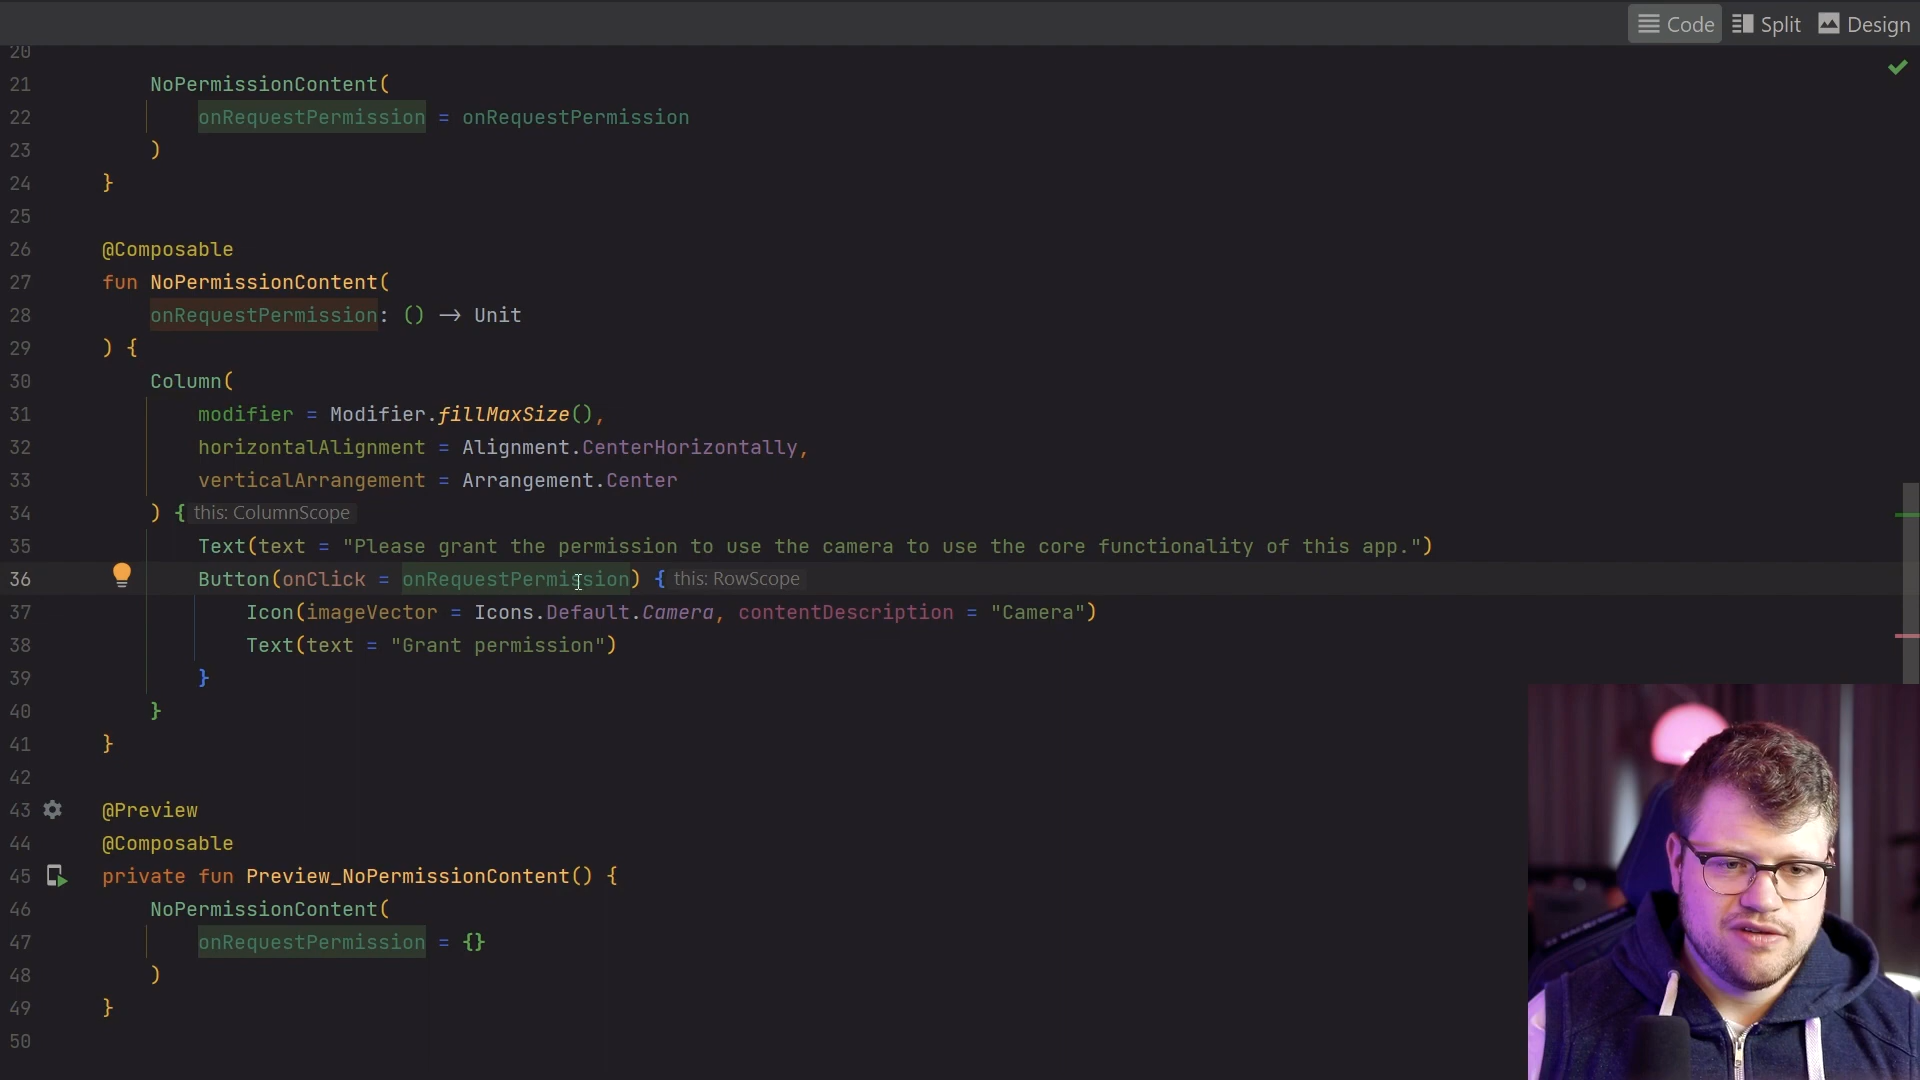 Code Split Design
20
21 NoPermissionContent(
22 onRequestPermission = onRequestPermission
23 )
24 }
25
26 @Composable
27 fun NoPermissionContent(
28 onRequestPermission: () → Unit
29 ) {
30 Column(
31 modifier = Modifier.fillMaxSize(),
32 horizontalAlignment = Alignment.CenterHorizontally,
33 verticalArrangement = Arrangement.Center
34 ) { this: ColumnScope
35 Text(text = "Please grant the permission to use the camera to use the core functionality of this app.")
36 Button(onClick = onRequestPermission) { this: RowScope
37 Icon(imageVector = Icons.Default.Camera, contentDescription = "Camera")
38 Text(text = "Grant permission")
39 }
40 }
41 }
42
43 @Preview
44 @Composable
45 private fun Preview_NoPermissionContent() {
46 NoPermissionContent(
47 onRequestPermission = {}
48 )
49 }
50